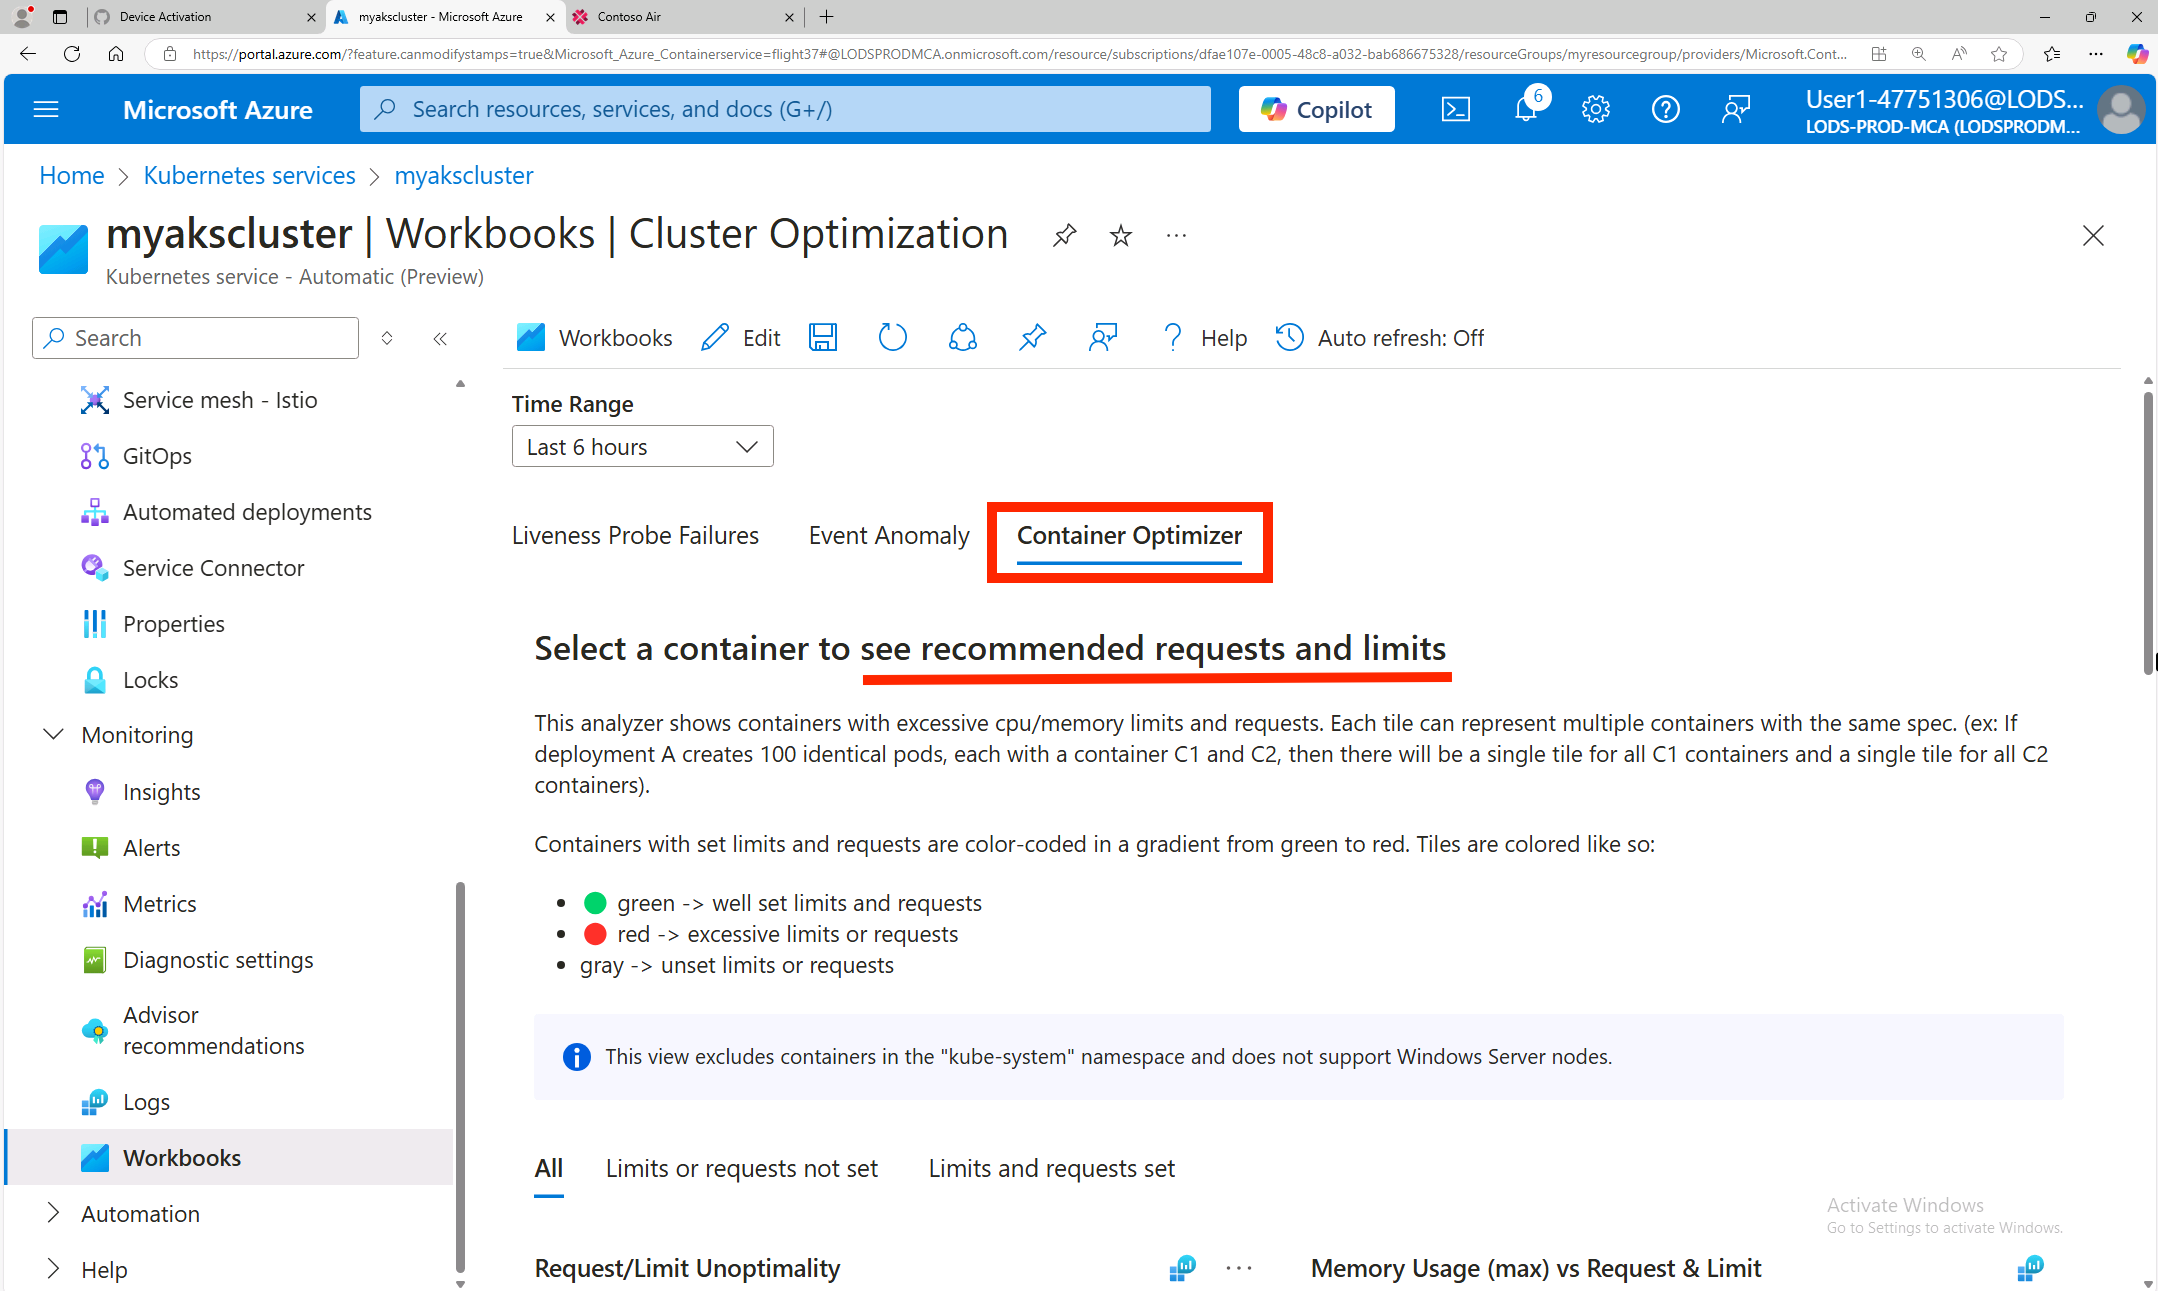 Device Activation
myakscluster - Microsoft Azure
Contoso Air
https://portal.azure.com/?feature.canmodifystamps=true&Microsoft_Azure_Containerservice=flight37#@LODSPRODMCA.onmicrosoft.com/resource/subscriptions/dfae107e-0005-48c8-a032-bab686675328/resourceGroups/myresourcegroup/providers/Microsoft.Cont...
Microsoft Azure
Search resources, services, and docs (G+/)
Copilot
6
User1-47751306@LODS...
LODS-PROD-MCA (LODSPRODM...
Home > Kubernetes services > myakscluster
myakscluster | Workbooks | Cluster Optimization
Kubernetes service - Automatic (Preview)
Search
Workbooks
Edit
Help
Auto refresh: Off
Service mesh - Istio
GitOps
Automated deployments
Service Connector
Properties
Locks
Monitoring
Insights
Alerts
Metrics
Diagnostic settings
Advisor
recommendations
Logs
Workbooks
Automation
Help
Time Range
Last 6 hours
Liveness Probe Failures
Event Anomaly
Container Optimizer
Select a container to see recommended requests and limits
This analyzer shows containers with excessive cpu/memory limits and requests. Each tile can represent multiple containers with the same spec. (ex: If
deployment A creates 100 identical pods, each with a container C1 and C2, then there will be a single tile for all C1 containers and a single tile for all C2
containers).
Containers with set limits and requests are color-coded in a gradient from green to red. Tiles are colored like so:
green -> well set limits and requests
red -> excessive limits or requests
gray -> unset limits or requests
This view excludes containers in the "kube-system" namespace and does not support Windows Server nodes.
All
Limits or requests not set
Limits and requests set
Activate Windows
Go to Settings to activate Windows.
Request/Limit Unoptimality
Memory Usage (max) vs Request & Limit